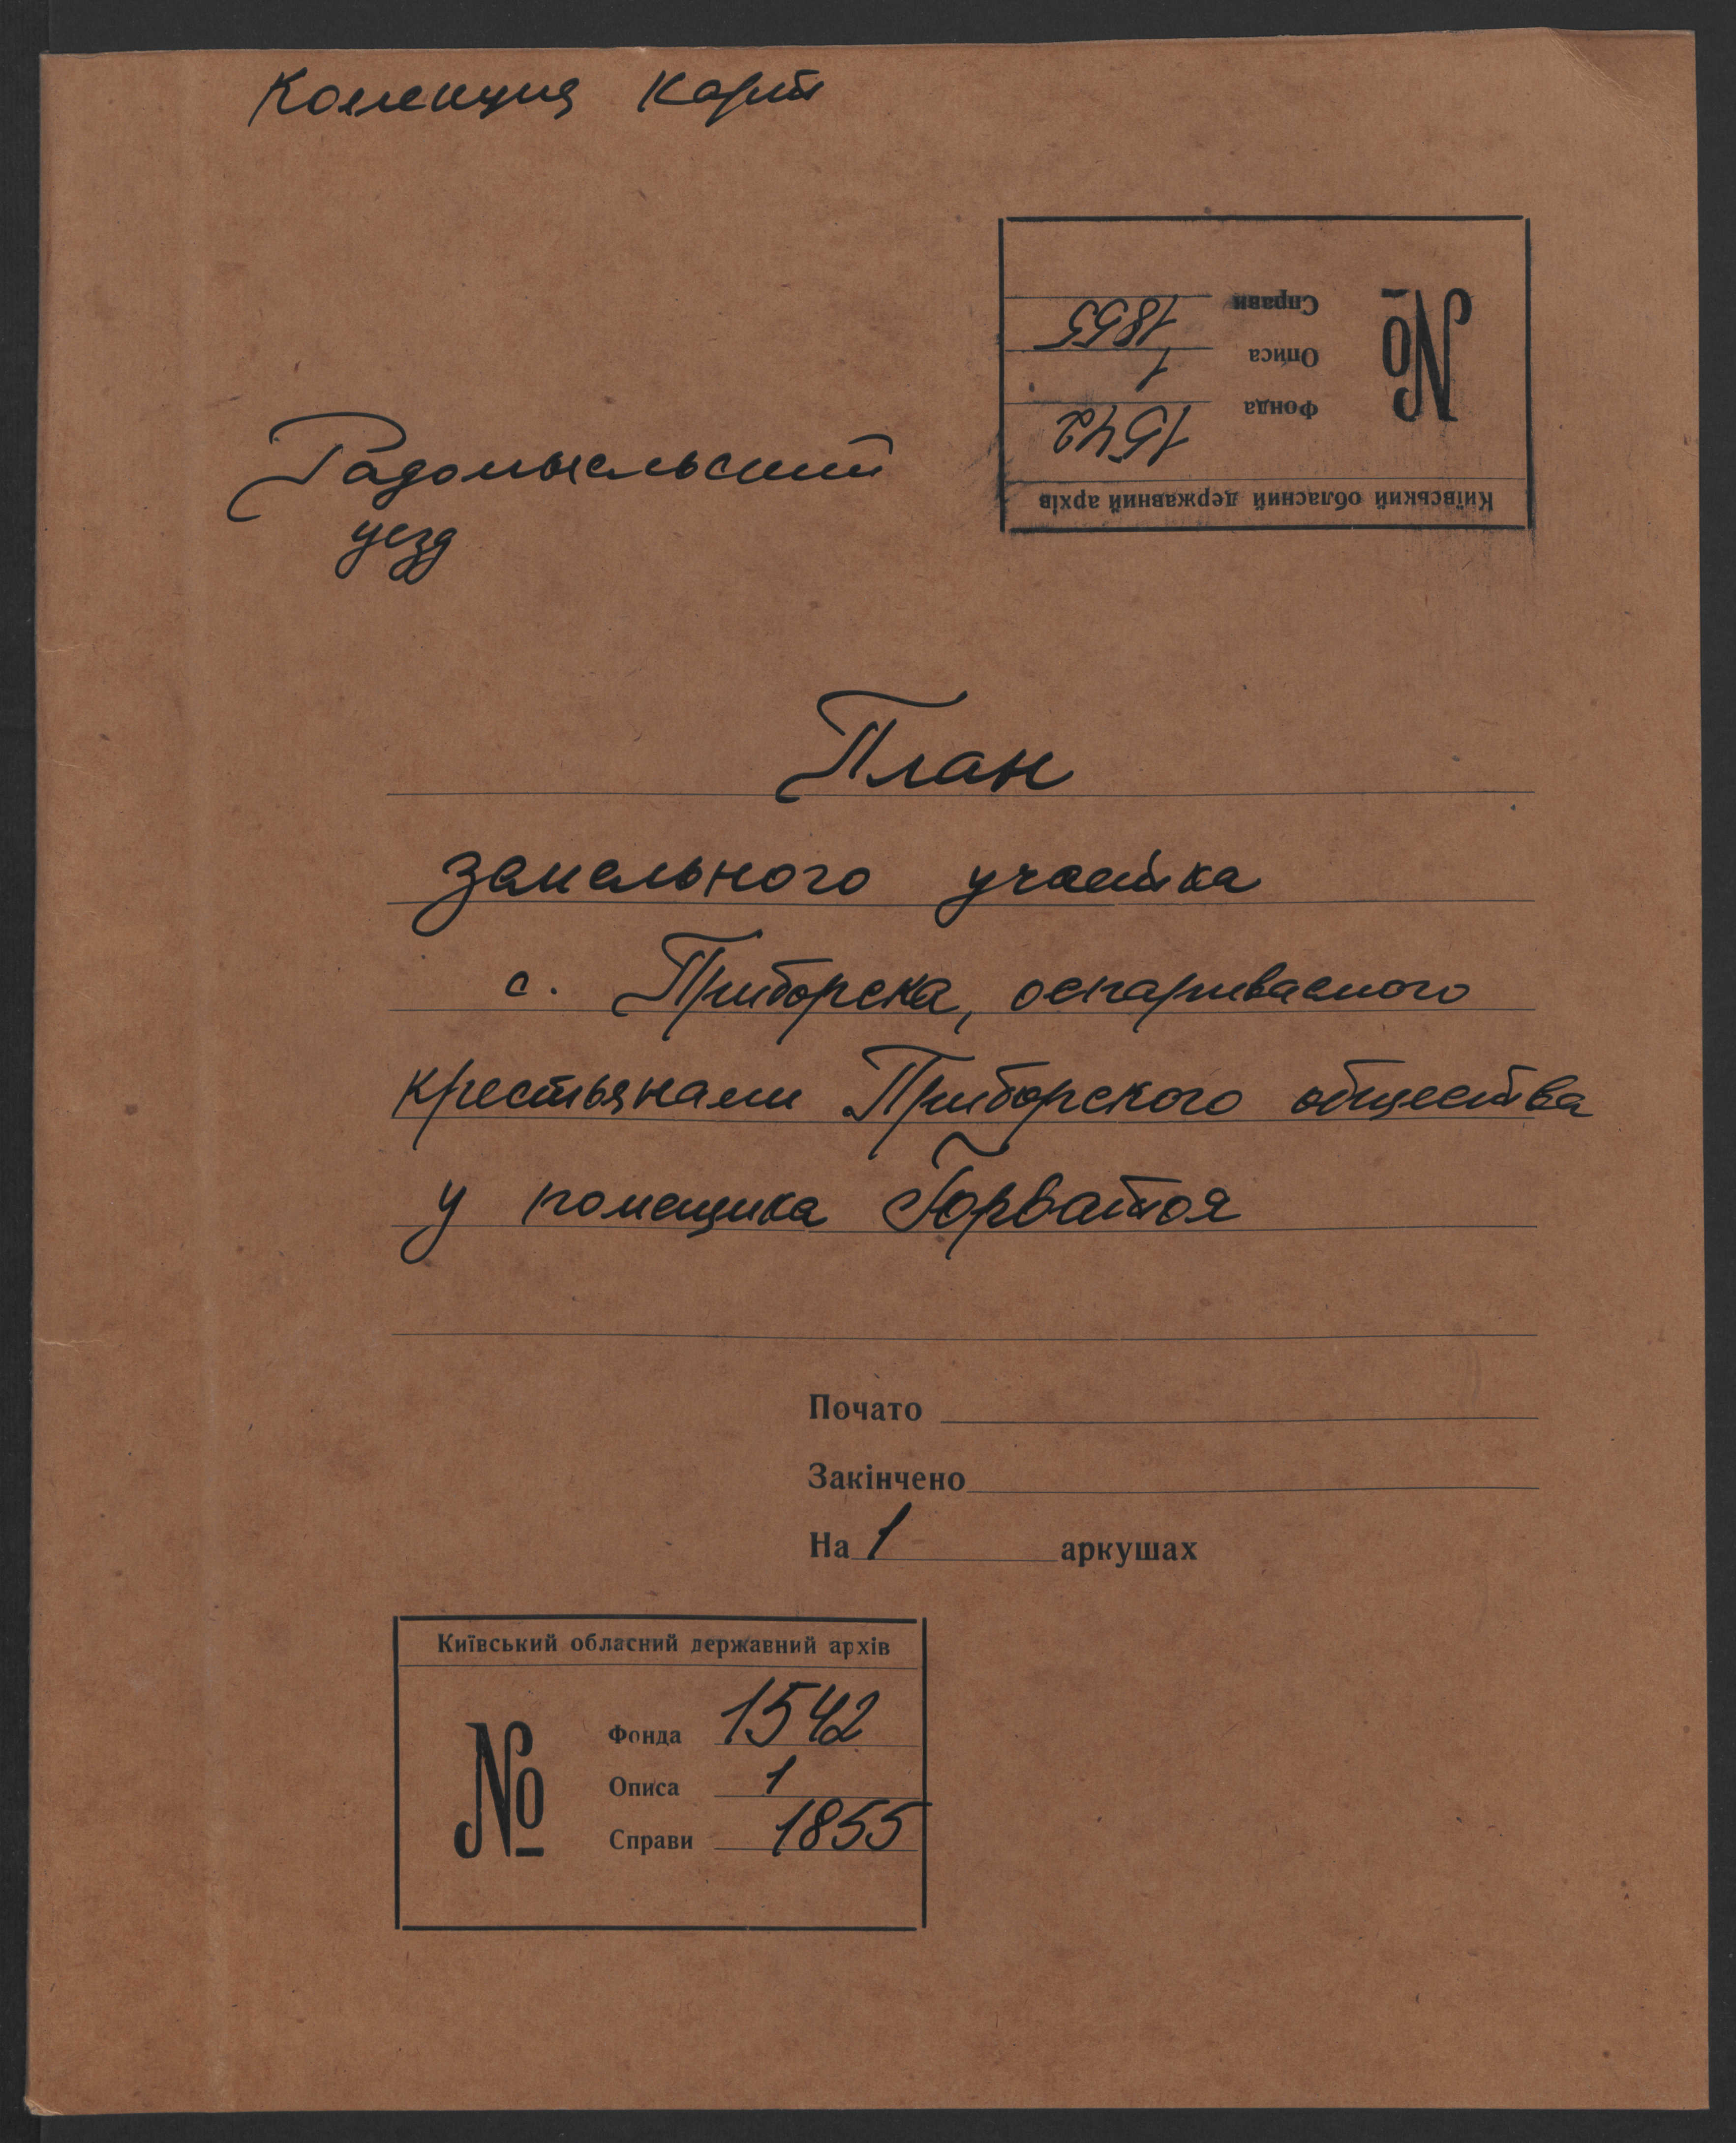 Коллекция карт
№
Справи 1855
Описа 1
Фонда 1542
Київський обласний державний архів
Радомысльский
уезд
План
земельного участка
с. Приборска, оспариваемого
крестьянами Приборского общества
у помещика Горватоя
Почато
Закінчено
На 1 аркушах
Київський обласний державний архів
№
Фонда 1542
Описа 1
Справи 1855